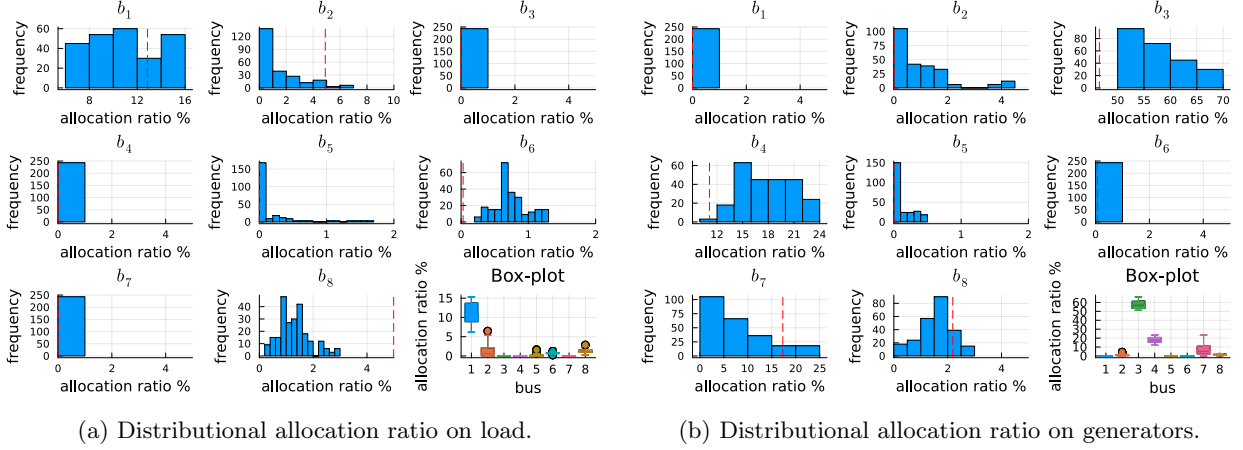 b1
frequency
60
40
20
0
8 10 12 14 16
allocation ratio %
b2
frequency
120
90
60
30
0
0 2 4 6 8 10
allocation ratio %
b3
frequency
250
200
150
100
50
0
0 2 4
allocation ratio %
b4
frequency
250
200
150
100
50
0
0 2 4
allocation ratio %
b5
frequency
150
100
50
0
0 1 2
allocation ratio %
b6
frequency
60
40
20
0
0 1 2
allocation ratio %
b7
frequency
250
200
150
100
50
0
0 2 4
allocation ratio %
b8
frequency
40
30
20
10
0
0 2 4
allocation ratio %
Box-plot
allocation ratio %
15
10
5
0
1 2 3 4 5 6 7 8
bus
(a) Distributional allocation ratio on load.
b1
frequency
250
200
150
100
50
0
0 2 4
allocation ratio %
b2
frequency
100
75
50
25
0
0 2 4
allocation ratio %
b3
frequency
80
60
40
20
0
50 55 60 65 70
allocation ratio %
b4
frequency
60
40
20
0
12 15 18 21 24
allocation ratio %
b5
frequency
150
100
50
0
0 1 2
allocation ratio %
b6
frequency
250
200
150
100
50
0
0 2 4
allocation ratio %
b7
frequency
100
75
50
25
0
0 5 10 15 20 25
allocation ratio %
b8
frequency
90
60
30
0
0 2 4
allocation ratio %
Box-plot
allocation ratio %
60
50
40
30
20
10
0
1 2 3 4 5 6 7 8
bus
(b) Distributional allocation ratio on generators.